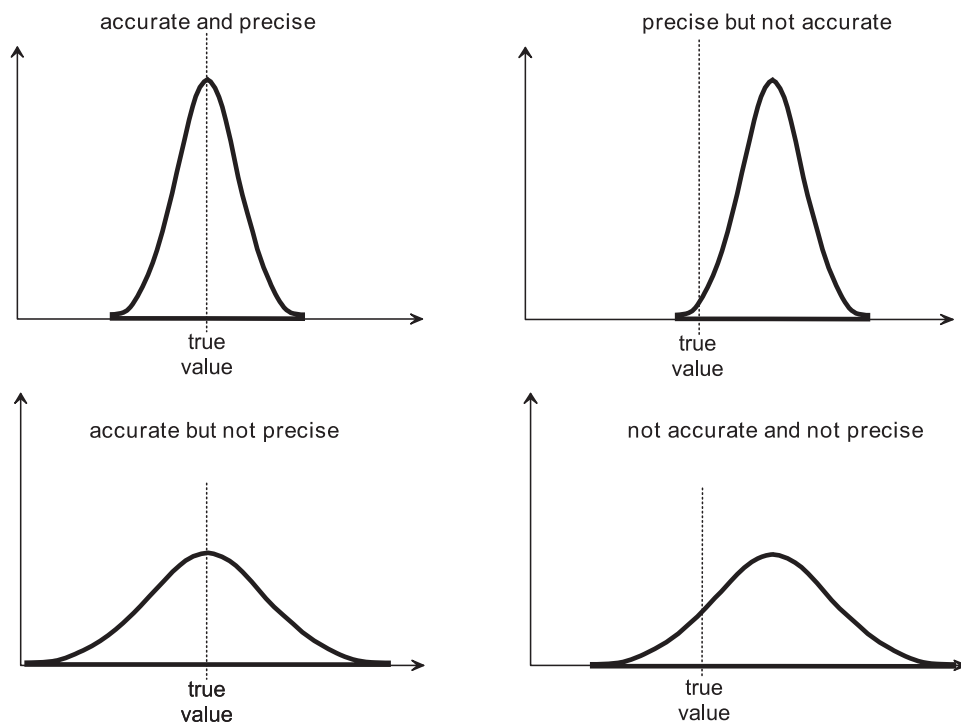 accurate and precise
precise but not accurate
true
value
true
value
accurate but not precise
not accurate and not precise
true
value
true
value